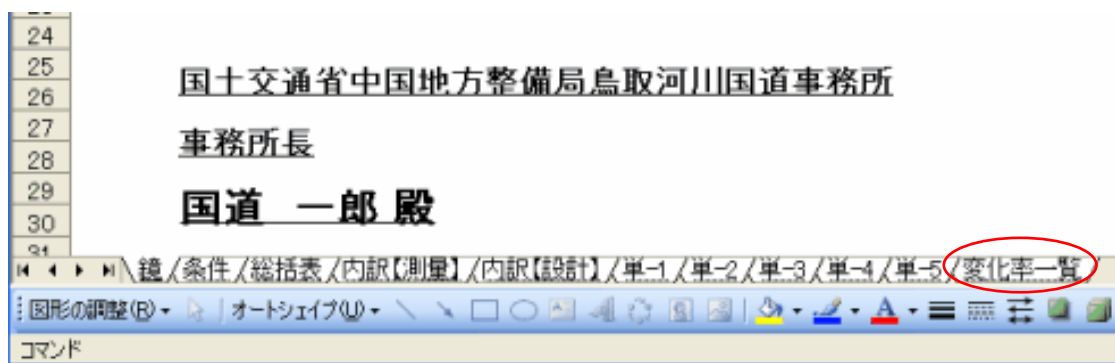 24
25
国土交通省中国地方整備局鳥取河川国道事務所
26
27
事務所長
28
29
国道 一郎 殿
30
鏡/条件/総括表/内訳【測量】/内訳【設計】/単-1/単-2/単-3/単-4/単-5/変化率一覧/
図形の調整(R) オートシェイプ(U)
コマンド